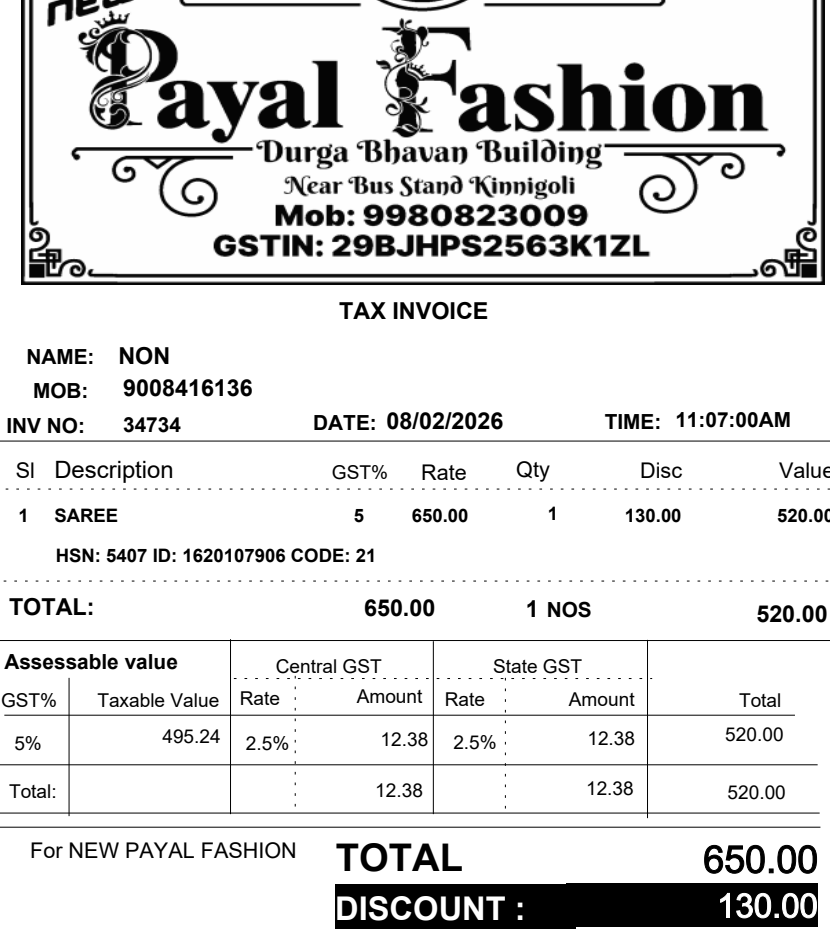 new
Payal Fashion
Durga Bhavan Building
Near Bus Stand Kinnigoli
Mob: 9980823009
GSTIN: 29BJHPS2563K1ZL
TAX INVOICE
NAME: NON
MOB: 9008416136
INV NO: 34734 DATE: 08/02/2026 TIME: 11:07:00AM
Sl Description GST% Rate Qty Disc Value
1 SAREE 5 650.00 1 130.00 520.00
HSN: 5407 ID: 1620107906 CODE: 21
TOTAL: 650.00 1 NOS 520.00
Assessable value Central GST State GST
GST% Taxable Value Rate Amount Rate Amount Total
5% 495.24 2.5% 12.38 2.5% 12.38 520.00
Total: 12.38 12.38 520.00
For NEW PAYAL FASHION TOTAL 650.00
DISCOUNT : 130.00